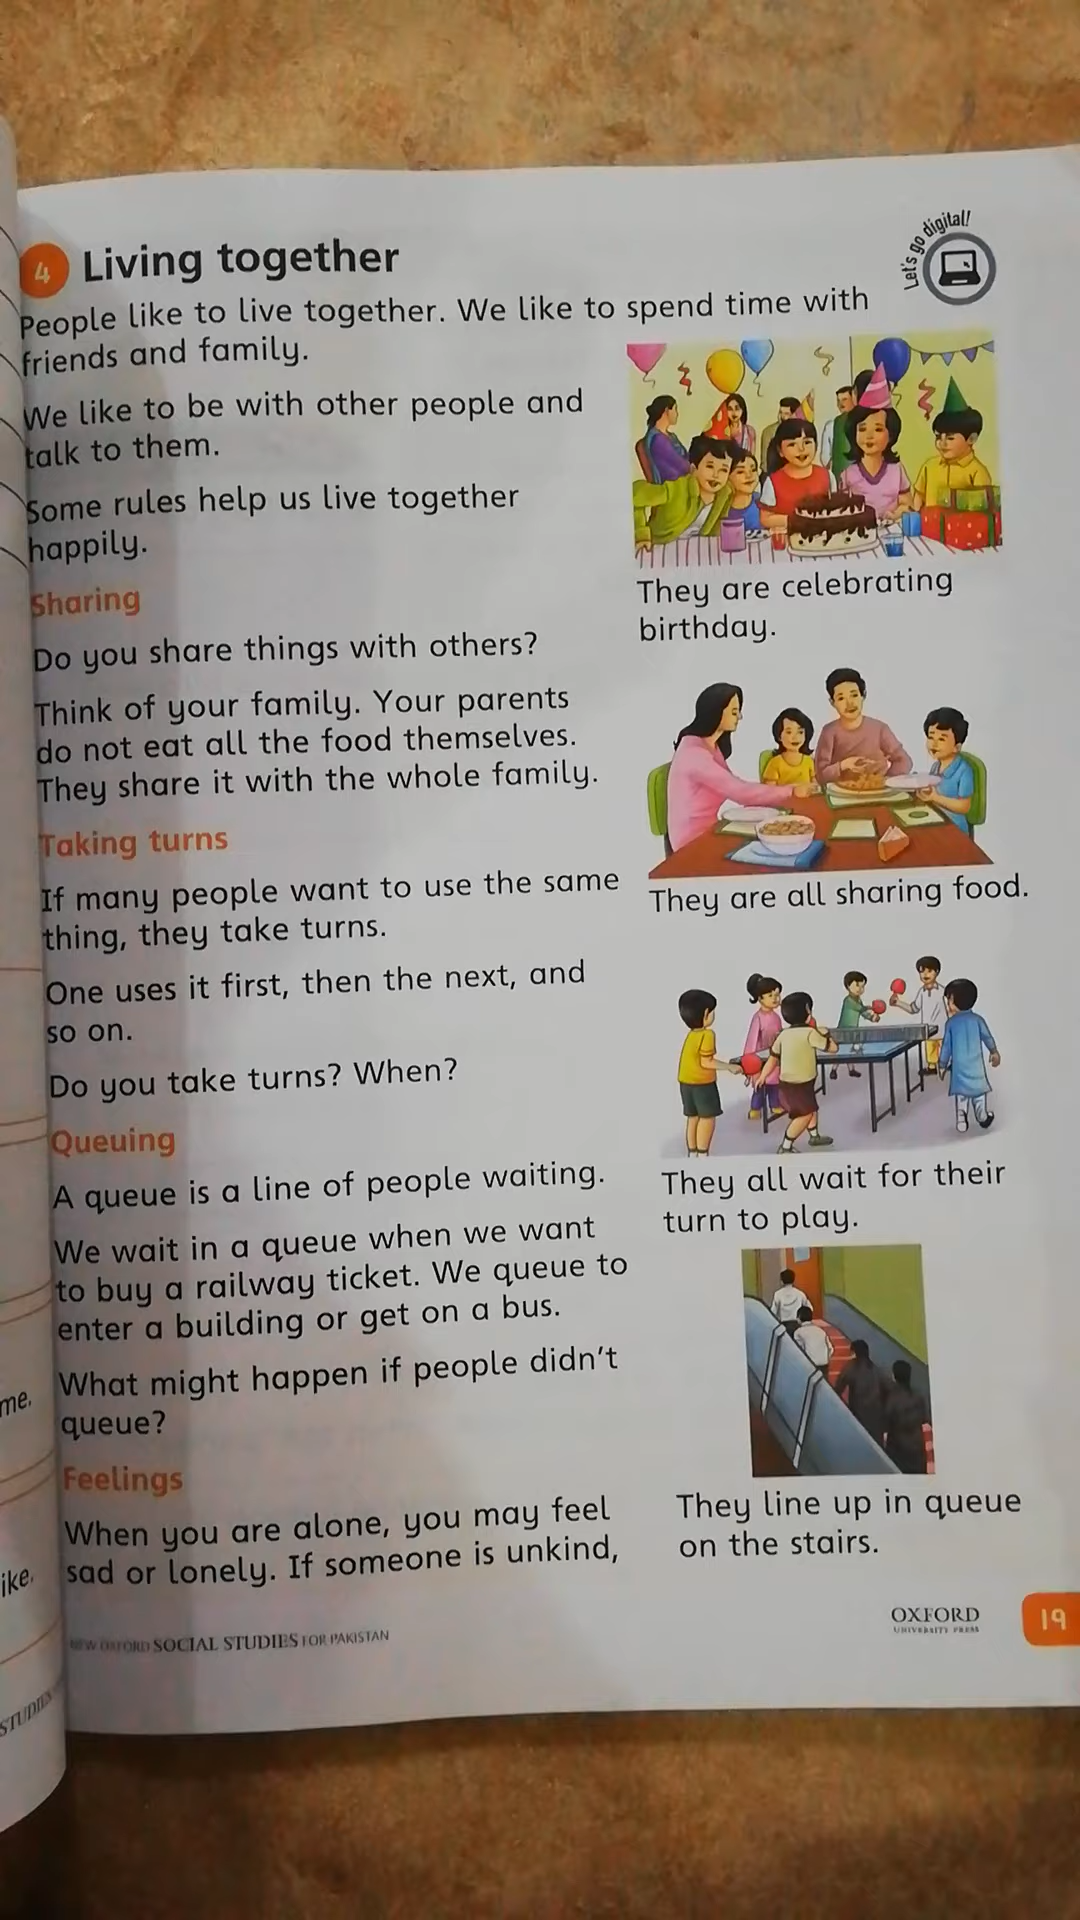 4 Living together
Let's go digital!
People like to live together. We like to spend time with
friends and family.
We like to be with other people and
talk to them.
Some rules help us live together
happily.
They are celebrating
birthday.
Sharing
Do you share things with others?
Think of your family. Your parents
do not eat all the food themselves.
They share it with the whole family.
They are all sharing food.
Taking turns
If many people want to use the same
thing, they take turns.
One uses it first, then the next, and
so on.
Do you take turns? When?
They all wait for their
turn to play.
Queuing
A queue is a line of people waiting.
We wait in a queue when we want
to buy a railway ticket. We queue to
enter a building or get on a bus.
What might happen if people didn't
queue?
They line up in queue
on the stairs.
Feelings
When you are alone, you may feel
sad or lonely. If someone is unkind,
NEW OXFORD SOCIAL STUDIES FOR PAKISTAN
OXFORD
UNIVERSITY PRESS
19
me.
ike.
STUDIES